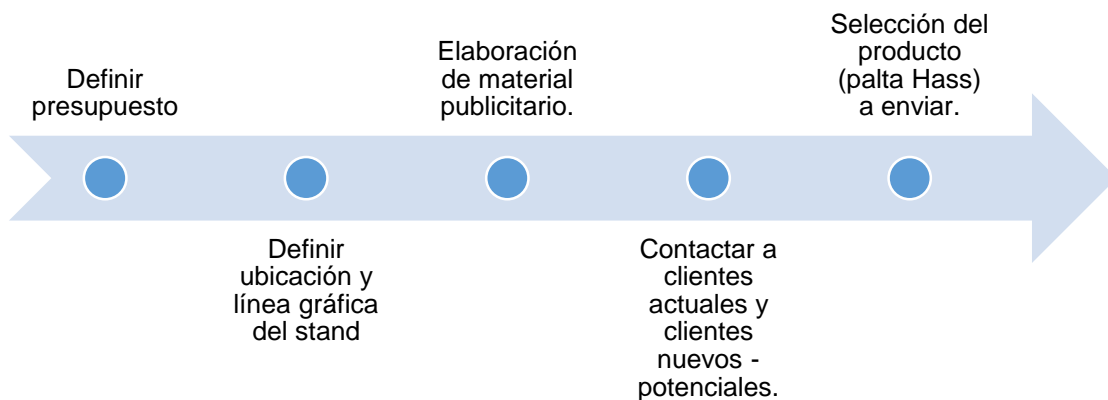 Definir
presupuesto
Definir
ubicación y
línea gráfica
del stand
Elaboración
de material
publicitario.
Contactar a
clientes
actuales y
clientes
nuevos -
potenciales.
Selección del
producto
(palta Hass)
a enviar.